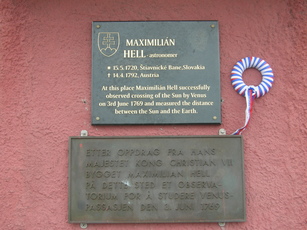 MAXIMILIÁN
HELL - astronomer
* 15.5.1720, Štiavnické Bane, Slovakia
† 14.4.1792, Austria
At this place Maximilián Hell successfully
observed crossing of the Sun by Venus
on 3rd June 1769 and measured the distance
between the Sun and the Earth.
ETTER OPPDRAG FRA HANS
MAJESTET KONG CHRISTIAN VII
BYGGET MAXIMILIAN HELL
PÅ DETTE STED ET OBSERVA-
TORIUM FOR Å STUDERE VENUS-
PASSASJEN DEN 3. JUNI 1769